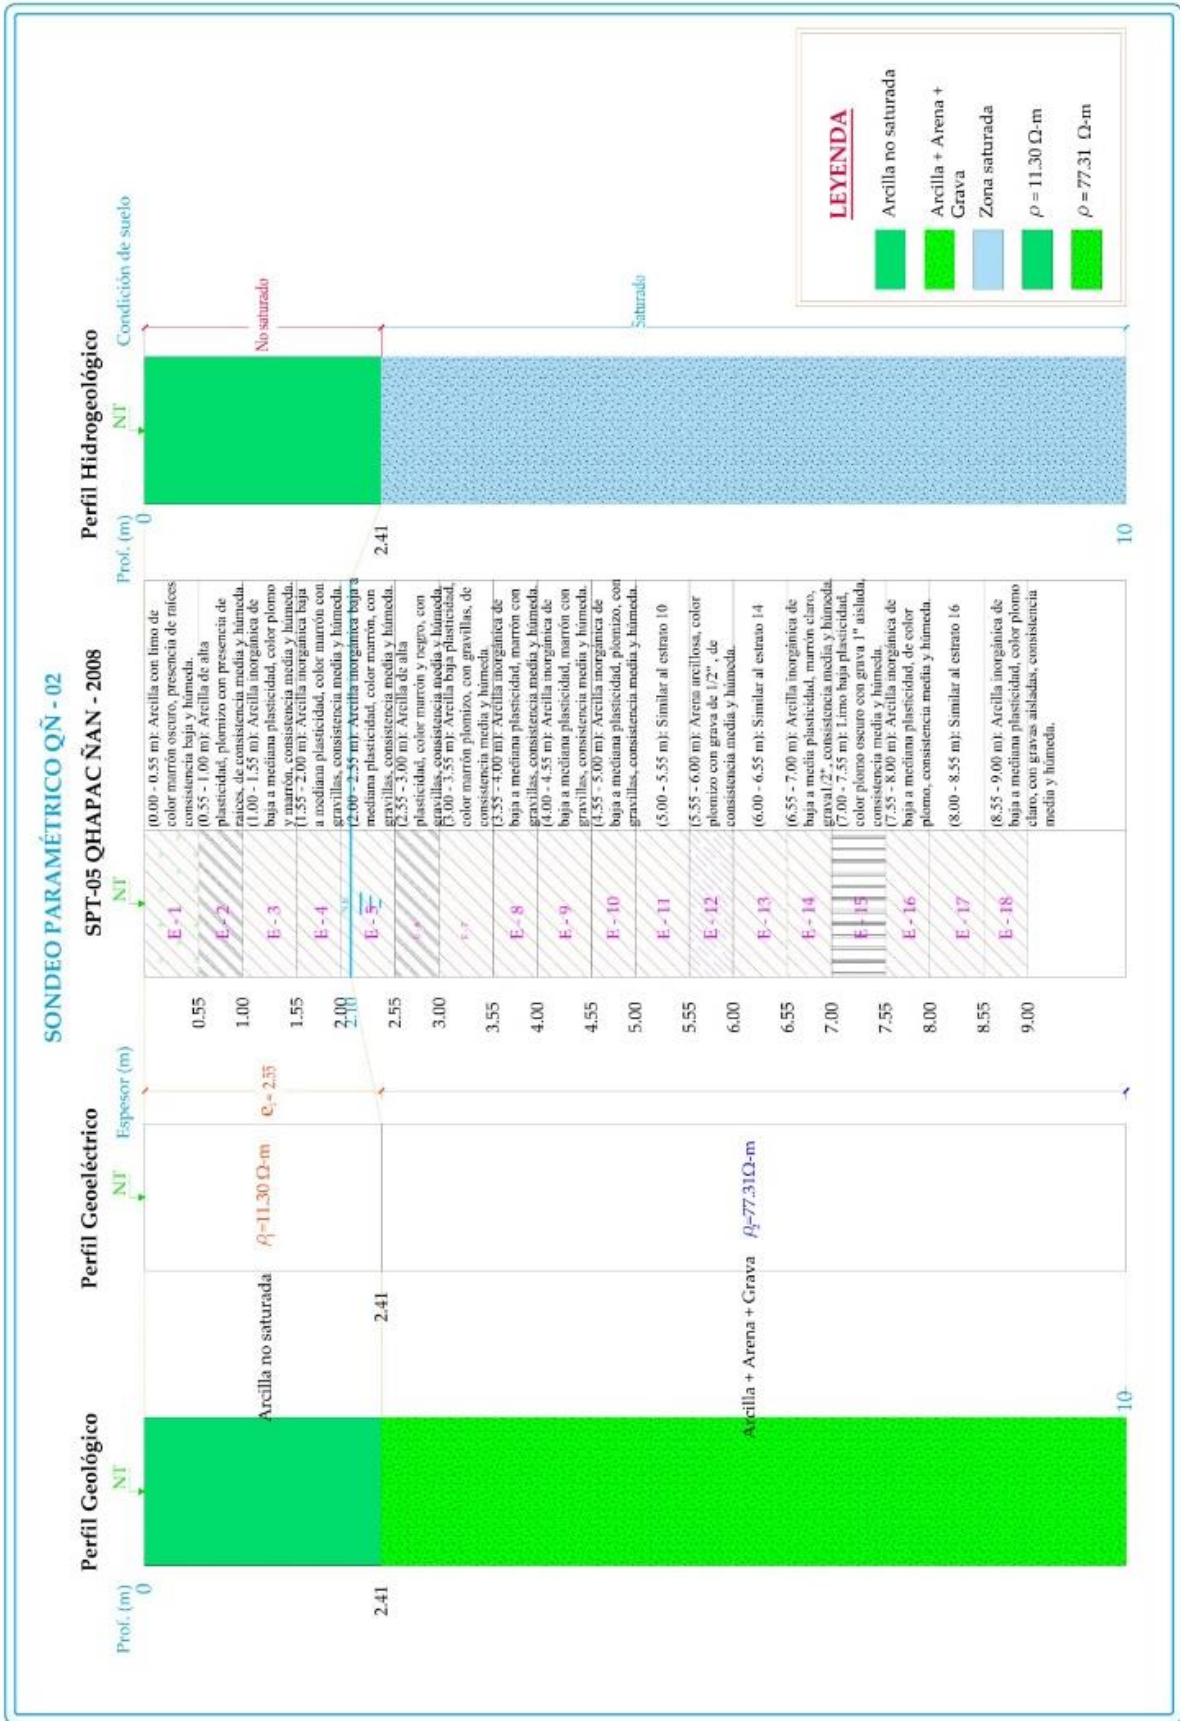 SONDEO PARAMÉTRICO QÑ - 02
Perfil Geológico
Perfil Geoeléctrico
SPT-05 QHAPAC ÑAN - 2008
Perfil Hidrogeológico
Prof. (m)
NT
NT
Espesor (m)
NT
Prof. (m)
NT
Condición de suelo
0
2.41
10
Arcilla no saturada
Arcilla + Arena + Grava
2.41
ρ₁=11.30 Ω-m
ρ₂=77.31Ω-m
e₁= 2.55
0.55
1.00
1.55
2.00
2.10
2.55
3.00
3.55
4.00
4.55
5.00
5.55
6.00
6.55
7.00
7.55
8.00
8.55
9.00
E - 1
E - 2
E - 3
E - 4
E - 5
E - 8
E - 9
E - 10
E - 11
E - 12
E - 13
E - 14
E - 15
E - 16
E - 17
E - 18
(0.00 - 0.55 m): Arcilla con limo de
color marrón oscuro, presencia de raíces
consistencia baja y húmeda.
(0.55 - 1.00 m): Arcilla de alta
plasticidad, plomizo con presencia de
raices, de consistencia media y húmeda.
(1.00 - 1.55 m): Arcilla inorgánica de
baja a mediana plasticidad, color plomo
y marrón, consistencia media y húmeda.
(1.55 - 2.00 m): Arcilla inorgánica baja
a mediana plasticidad, color marrón con
gravillas, consistencia media y húmeda.
(2.00 - 2.55 m): Arcilla inorgánica baja a
mediana plasticidad, color marrón, con
gravillas, consistencia media y húmeda.
(2.55 - 3.00 m): Arcilla de alta
plasticidad, color marrón y negro, con
gravillas, consistencia media y húmeda.
(3.00 - 3.55 m): Arcilla baja plasticidad,
color marrón plomizo, con gravillas, de
consistencia media y húmeda.
(3.55 - 4.00 m): Arcilla inorgánica de
baja a mediana plasticidad, marrón con
gravillas, consistencia media y húmeda.
(4.00 - 4.55 m): Arcilla inorgánica de
baja a mediana plasticidad, marrón con
gravillas, consistencia media y húmeda.
(4.55 - 5.00 m): Arcilla inorgánica de
baja a mediana plasticidad, plomizo, con
gravillas, consistencia media y húmeda.
(5.00 - 5.55 m): Similar al estrato 10
(5.55 - 6.00 m): Arena arcillosa, color
plomizo con grava de 1/2" , de
consistencia media y húmeda.
(6.00 - 6.55 m): Similar al estrato 14
(6.55 - 7.00 m): Arcilla inorgánica de
baja a media plasticidad, marrón claro,
grava1/2", consistencia media y húmeda.
(7.00 - 7.55 m): Limo baja plasticidad,
color plomo oscuro con grava 1" aislada,
consistencia media y húmeda.
(7.55 - 8.00 m): Arcilla inorgánica de
baja a mediana plasticidad, de color
plomo, consistencia media y húmeda.
(8.00 - 8.55 m): Similar al estrato 16
(8.55 - 9.00 m): Arcilla inorgánica de
baja a mediana plasticidad, color plomo
claro, con gravas aisladas, consistencia
media y húmeda.
0
2.41
10
No saturado
Saturado
LEYENDA
Arcilla no saturada
Arcilla + Arena +
Grava
Zona saturada
ρ = 11.30 Ω-m
ρ = 77.31 Ω-m